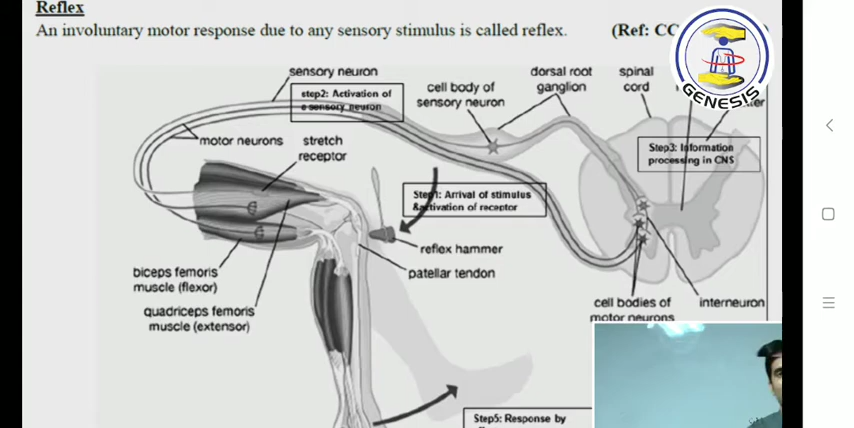 Reflex
An involuntary motor response due to any sensory stimulus is called reflex. (Ref: CC
sensory neuron
step2: Activation of
sensory neuron
cell body of
sensory neuron
dorsal root
ganglion
spinal
cord
GENESIS
motor neurons
stretch
receptor
Step3: Information
processing in CNS
Step1: Arrival of stimulus
&activation of receptor
reflex hammer
patellar tendon
biceps femoris
muscle (flexor)
quadriceps femoris
muscle (extensor)
cell bodies of
motor neurons
interneuron
Step5: Response by